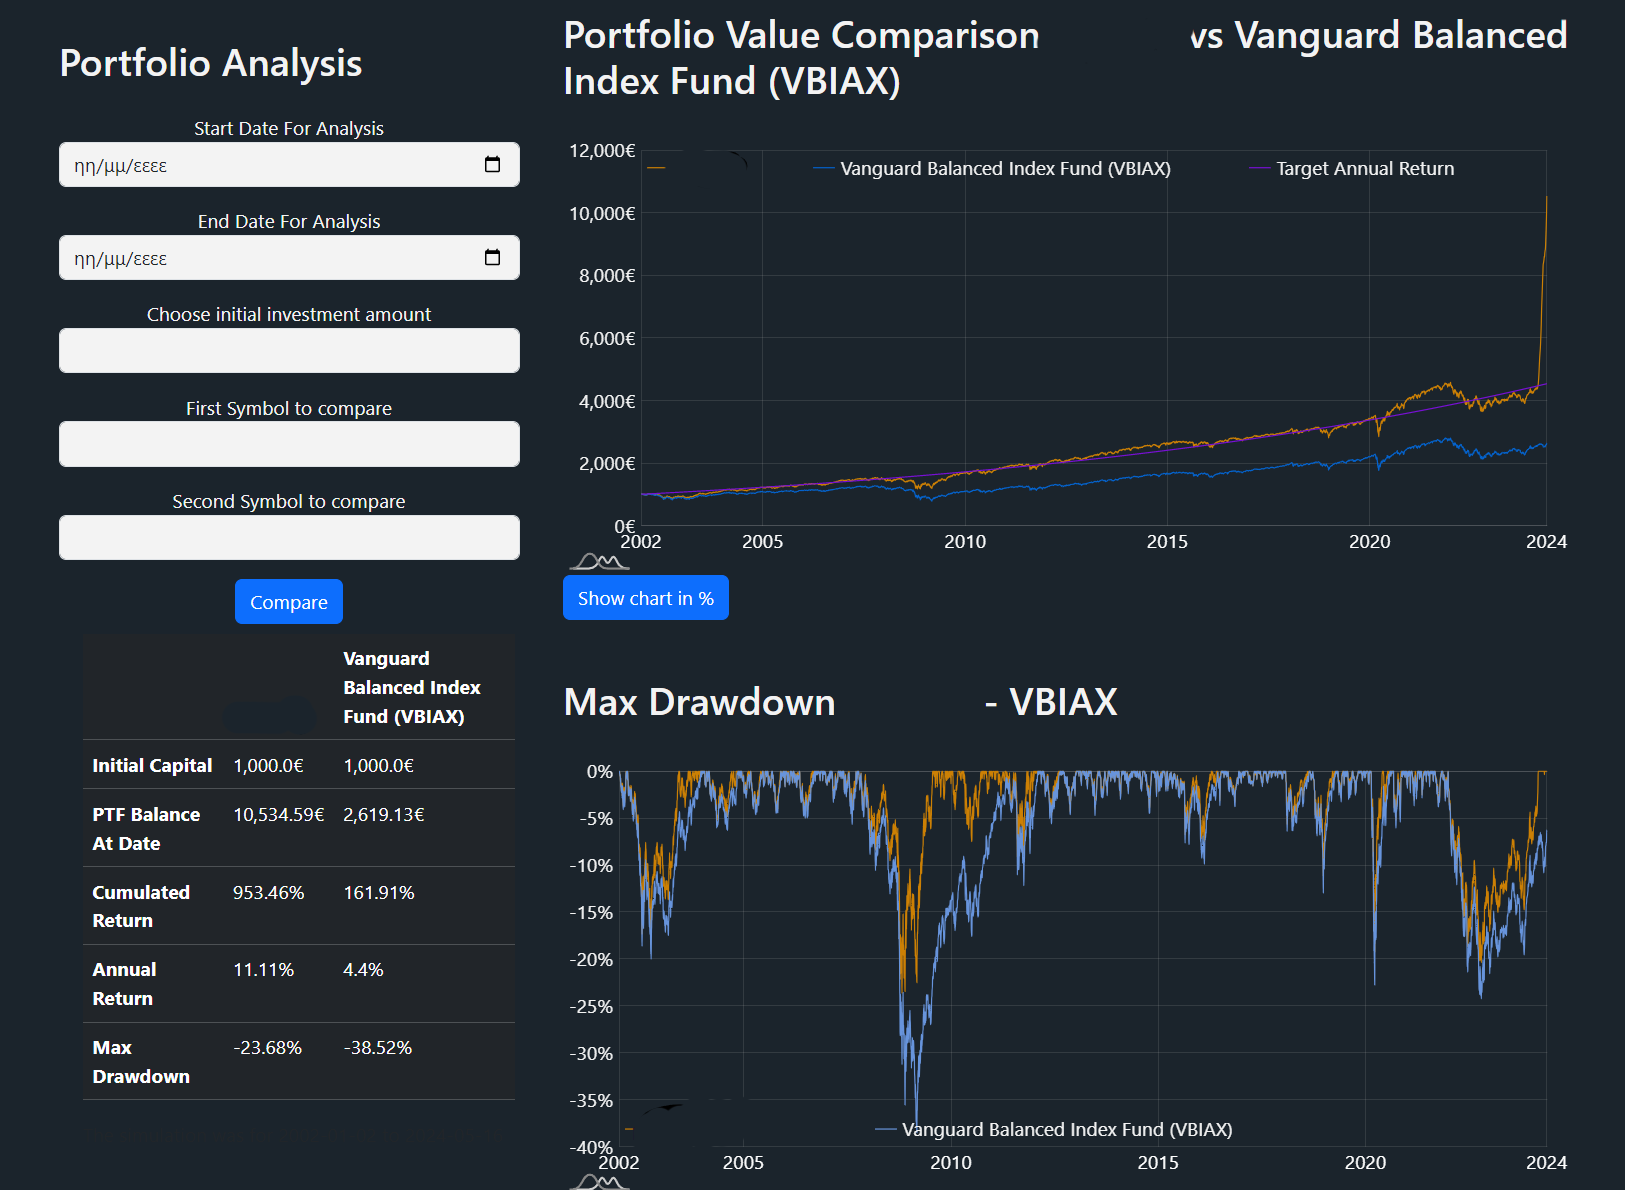 Portfolio Analysis
Start Date For Analysis
ηη/μμ/εεεε
End Date For Analysis
ηη/μμ/εεεε
Choose initial investment amount
First Symbol to compare
Second Symbol to compare
Compare
Vanguard
Balanced Index
Fund (VBIAX)
Initial Capital 1,000.0€ 1,000.0€
PTF Balance At Date 10,534.59€ 2,619.13€
Cumulated Return 953.46% 161.91%
Annual Return 11.11% 4.4%
Max Drawdown -23.68% -38.52%
Portfolio Value Comparison vs Vanguard Balanced
Index Fund (VBIAX)
Vanguard Balanced Index Fund (VBIAX) Target Annual Return
12,000€
10,000€
8,000€
6,000€
4,000€
2,000€
0€
2002 2005 2010 2015 2020 2024
Show chart in %
Max Drawdown - VBIAX
0%
-5%
-10%
-15%
-20%
-25%
-30%
-35%
-40%
Vanguard Balanced Index Fund (VBIAX)
2002 2005 2010 2015 2020 2024